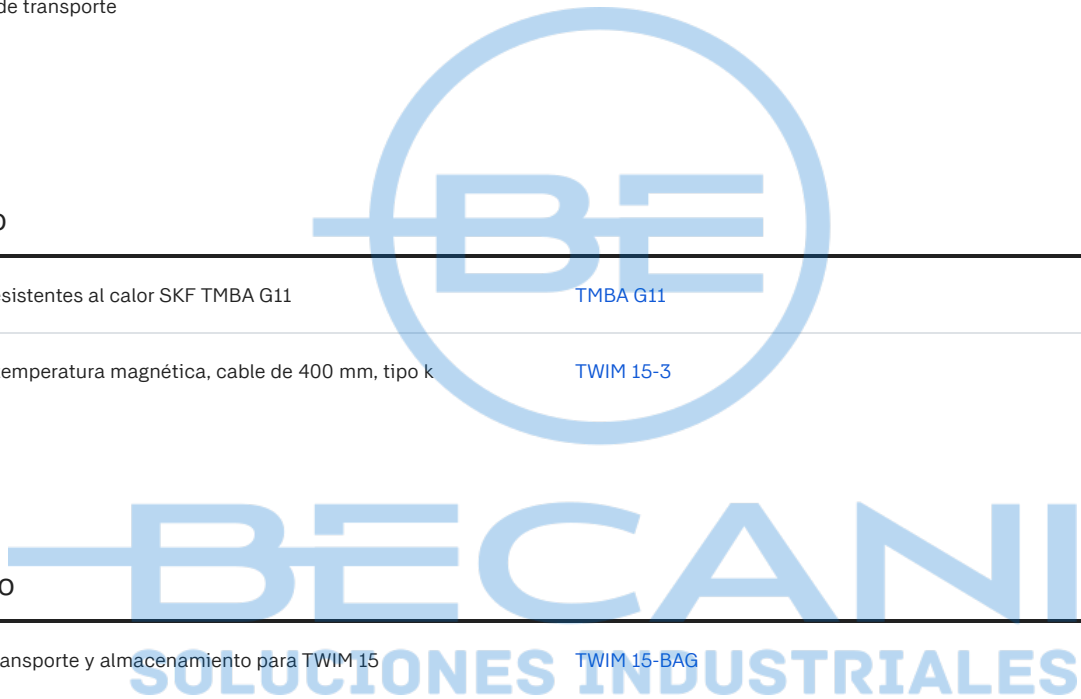 de transporte
BE
O
sistentes al calor SKF TMBA G11 TMBA G11
emperatura magnética, cable de 400 mm, tipo k TWIM 15-3
BECANI
O
ansporte y almacenamiento para TWIM 15 TWIM 15-BAG
SOLUCIONES INDUSTRIALES